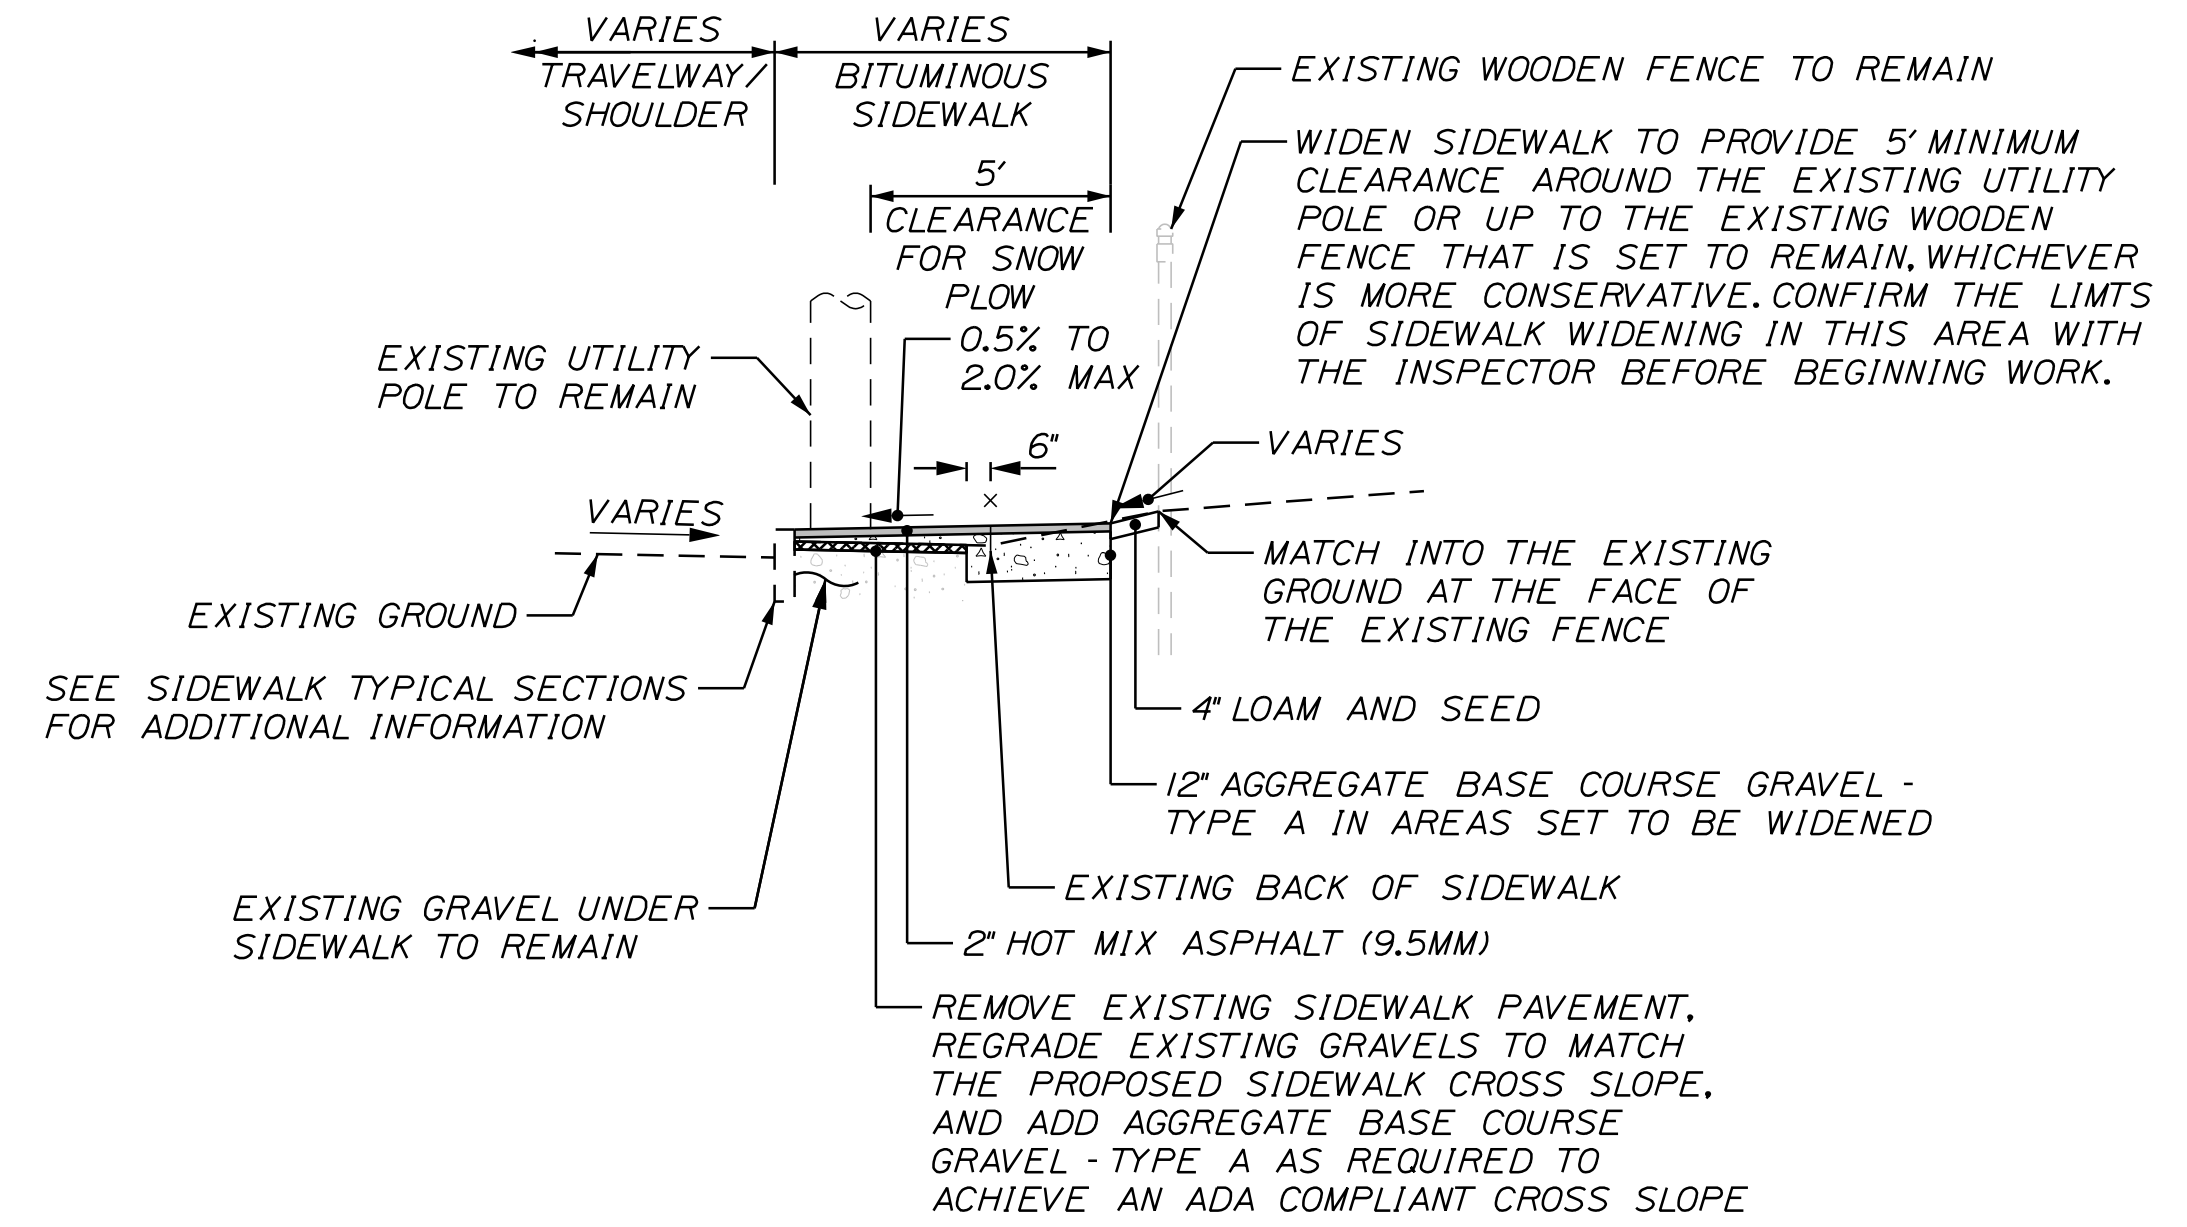 VARIES
TRAVELWAY/
SHOULDER
VARIES
BITUMINOUS
SIDEWALK
5'
CLEARANCE
FOR SNOW
PLOW
0.5% TO
2.0% MAX
6"
EXISTING WOODEN FENCE TO REMAIN
WIDEN SIDEWALK TO PROVIDE 5' MINIMUM
CLEARANCE AROUND THE EXISTING UTILITY
POLE OR UP TO THE EXISTING WOODEN
FENCE THAT IS SET TO REMAIN, WHICHEVER
IS MORE CONSERVATIVE. CONFIRM THE LIMTS
OF SIDEWALK WIDENING IN THIS AREA WITH
THE INSPECTOR BEFORE BEGINNING WORK.
EXISTING UTILITY
POLE TO REMAIN
VARIES
VARIES
EXISTING GROUND
SEE SIDEWALK TYPICAL SECTIONS
FOR ADDITIONAL INFORMATION
EXISTING GRAVEL UNDER
SIDEWALK TO REMAIN
MATCH INTO THE EXISTING
GROUND AT THE FACE OF
THE EXISTING FENCE
4" LOAM AND SEED
12" AGGREGATE BASE COURSE GRAVEL -
TYPE A IN AREAS SET TO BE WIDENED
EXISTING BACK OF SIDEWALK
2" HOT MIX ASPHALT (9.5MM)
REMOVE EXISTING SIDEWALK PAVEMENT,
REGRADE EXISTING GRAVELS TO MATCH
THE PROPOSED SIDEWALK CROSS SLOPE,
AND ADD AGGREGATE BASE COURSE
GRAVEL - TYPE A AS REQUIRED TO
ACHIEVE AN ADA COMPLIANT CROSS SLOPE